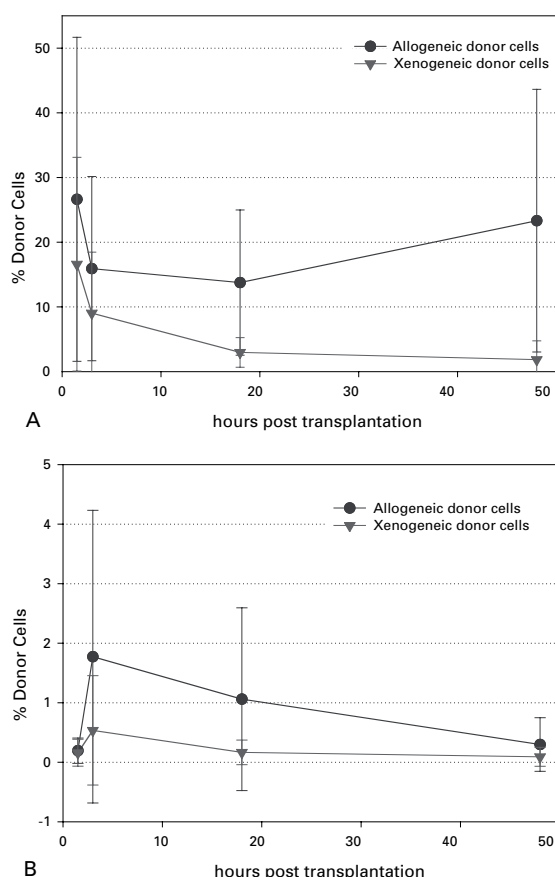 50
40
30
20
10
0
% Donor Cells
Allogeneic donor cells
Xenogeneic donor cells
0 10 20 30 40 50
hours post transplantation
A
5
4
3
2
1
0
-1
% Donor Cells
Allogeneic donor cells
Xenogeneic donor cells
0 10 20 30 40 50
hours post transplantation
B